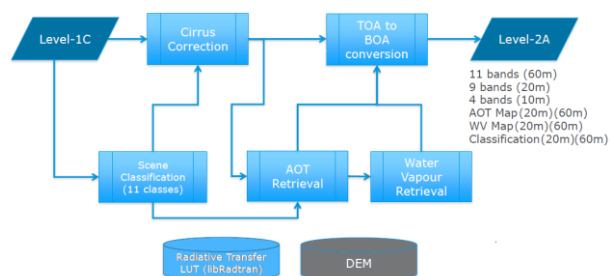 Level-1C
Cirrus
Correction
TOA to
BOA
conversion
Level-2A
11 bands (60m)
9 bands (20m)
4 bands (10m)
AOT Map(20m)(60m)
WV Map (20m)(60m)
Classification(20m)(60m)
Scene
Classification
(11 classes)
AOT
Retrieval
Water
Vapour
Retrieval
Radiative Transfer
LUT (libRadtran)
DEM